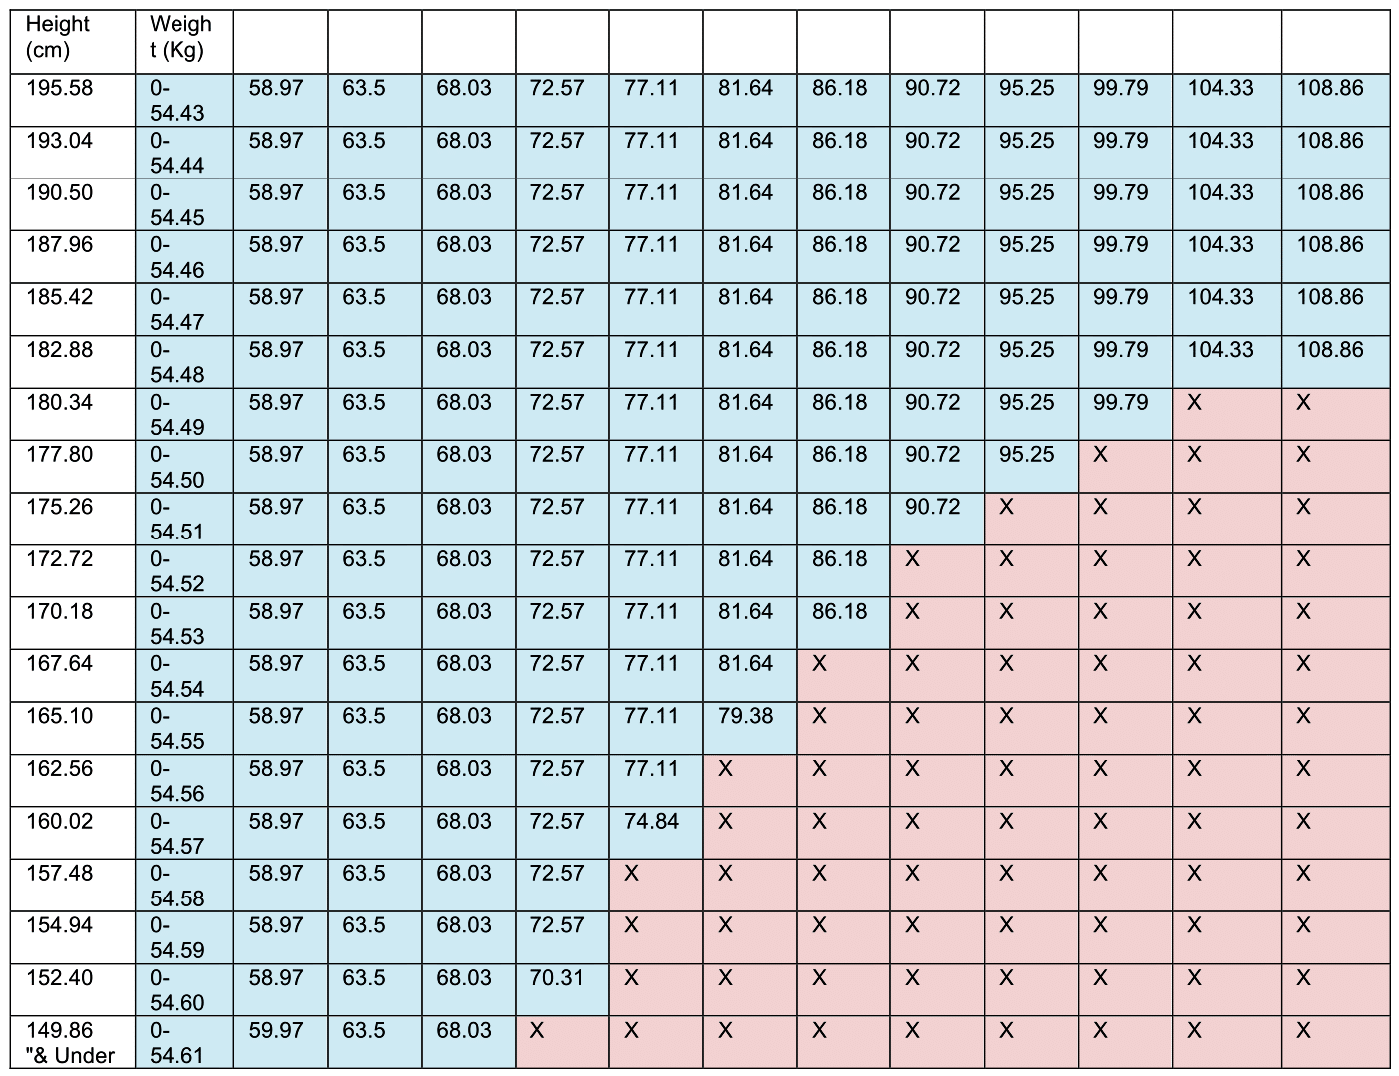 Height (cm) Weigh t (Kg)
195.58 0-54.43 58.97 63.5 68.03 72.57 77.11 81.64 86.18 90.72 95.25 99.79 104.33 108.86
193.04 0-54.44 58.97 63.5 68.03 72.57 77.11 81.64 86.18 90.72 95.25 99.79 104.33 108.86
190.50 0-54.45 58.97 63.5 68.03 72.57 77.11 81.64 86.18 90.72 95.25 99.79 104.33 108.86
187.96 0-54.46 58.97 63.5 68.03 72.57 77.11 81.64 86.18 90.72 95.25 99.79 104.33 108.86
185.42 0-54.47 58.97 63.5 68.03 72.57 77.11 81.64 86.18 90.72 95.25 99.79 104.33 108.86
182.88 0-54.48 58.97 63.5 68.03 72.57 77.11 81.64 86.18 90.72 95.25 99.79 104.33 108.86
180.34 0-54.49 58.97 63.5 68.03 72.57 77.11 81.64 86.18 90.72 95.25 99.79 X X
177.80 0-54.50 58.97 63.5 68.03 72.57 77.11 81.64 86.18 90.72 95.25 X X X
175.26 0-54.51 58.97 63.5 68.03 72.57 77.11 81.64 86.18 90.72 X X X X
172.72 0-54.52 58.97 63.5 68.03 72.57 77.11 81.64 86.18 X X X X X
170.18 0-54.53 58.97 63.5 68.03 72.57 77.11 81.64 86.18 X X X X X
167.64 0-54.54 58.97 63.5 68.03 72.57 77.11 81.64 X X X X X X
165.10 0-54.55 58.97 63.5 68.03 72.57 77.11 79.38 X X X X X X
162.56 0-54.56 58.97 63.5 68.03 72.57 77.11 X X X X X X X
160.02 0-54.57 58.97 63.5 68.03 72.57 74.84 X X X X X X X
157.48 0-54.58 58.97 63.5 68.03 72.57 X X X X X X X X
154.94 0-54.59 58.97 63.5 68.03 72.57 X X X X X X X X
152.40 0-54.60 58.97 63.5 68.03 70.31 X X X X X X X X
149.86 "& Under 0-54.61 59.97 63.5 68.03 X X X X X X X X X